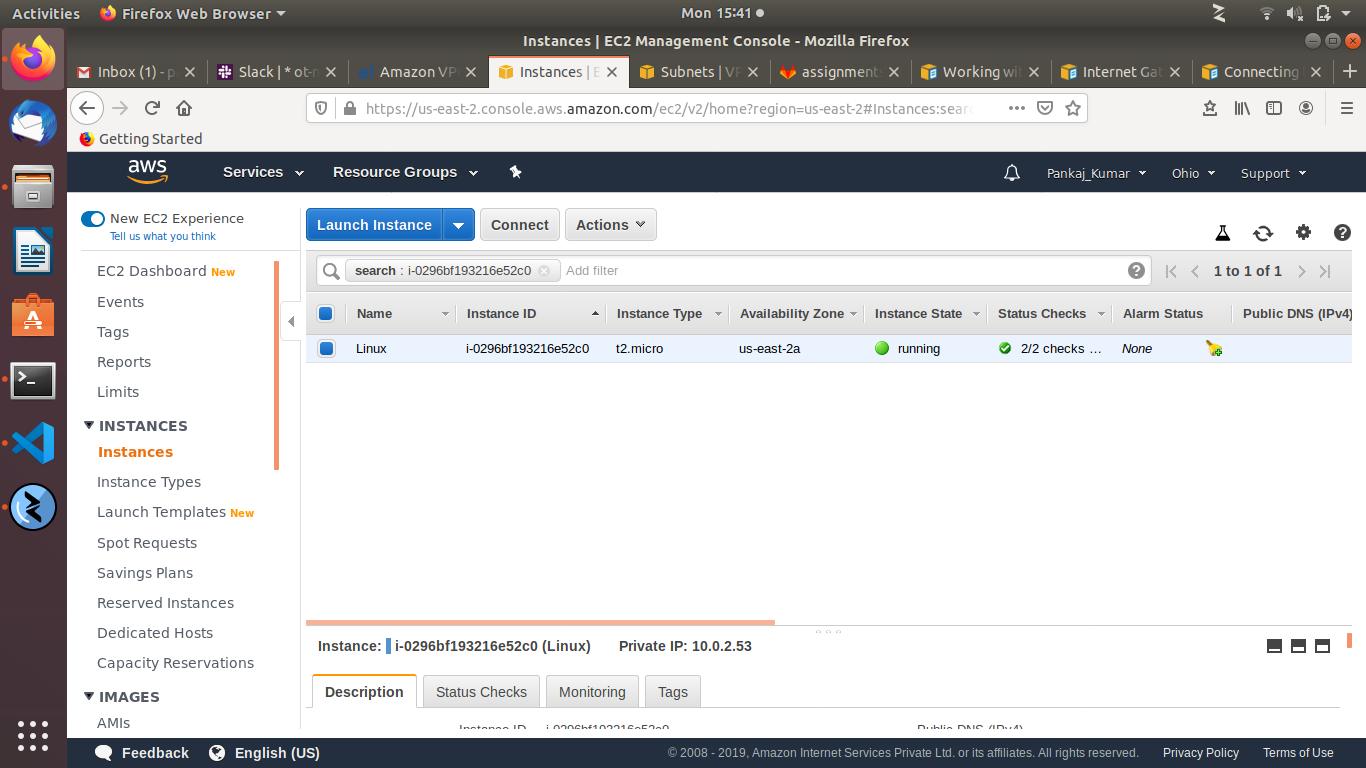 Activities Firefox Web Browser Mon 15:41
Instances | EC2 Management Console - Mozilla Firefox
Inbox (1) - p Slack | * ot-n Amazon VP Instances | E Subnets | VP assignment Working wi Internet Ga Connecting
https://us-east-2.console.aws.amazon.com/ec2/v2/home?region=us-east-2#Instances:sear
Getting Started
aws Services Resource Groups Pankaj_Kumar Ohio Support
New EC2 Experience
Tell us what you think
Launch Instance Connect Actions
search : i-0296bf193216e52c0 Add filter 1 to 1 of 1
Name Instance ID Instance Type Availability Zone Instance State Status Checks Alarm Status Public DNS (IPv4)
Linux i-0296bf193216e52c0 t2.micro us-east-2a running 2/2 checks … None
EC2 Dashboard New
Events
Tags
Reports
Limits
INSTANCES
Instances
Instance Types
Launch Templates New
Spot Requests
Savings Plans
Reserved Instances
Dedicated Hosts
Capacity Reservations
IMAGES
AMIs
Instance: i-0296bf193216e52c0 (Linux) Private IP: 10.0.2.53
Description Status Checks Monitoring Tags
Instance ID i-0296bf193216e52c0 Public DNS (IPv4)
Feedback English (US) © 2008 - 2019, Amazon Internet Services Private Ltd. or its affiliates. All rights reserved. Privacy Policy Terms of Use